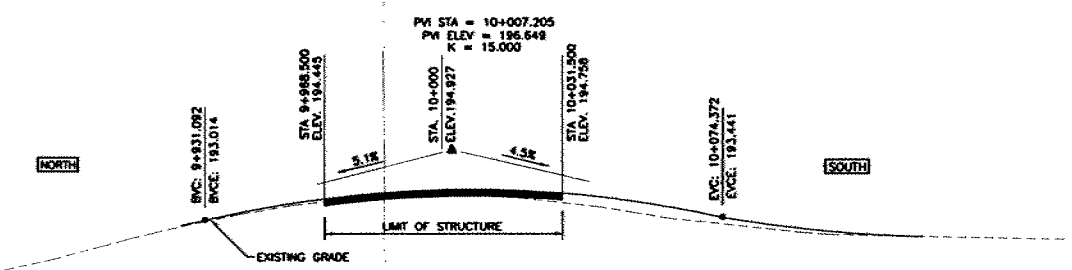 PVI STA = 10+007.205
PVI ELEV = 196.649
K = 15.000
STA 9+968.500
ELEV. 194.445
STA. 10+000
ELEV.194.927
STA 10+031.500
ELEV. 194.758
BVC: 9+931.092
BVCE: 193.014
5.1%
4.5%
EVC: 10+074.372
EVCE: 193.441
NORTH
SOUTH
LIMIT OF STRUCTURE
EXISTING GRADE